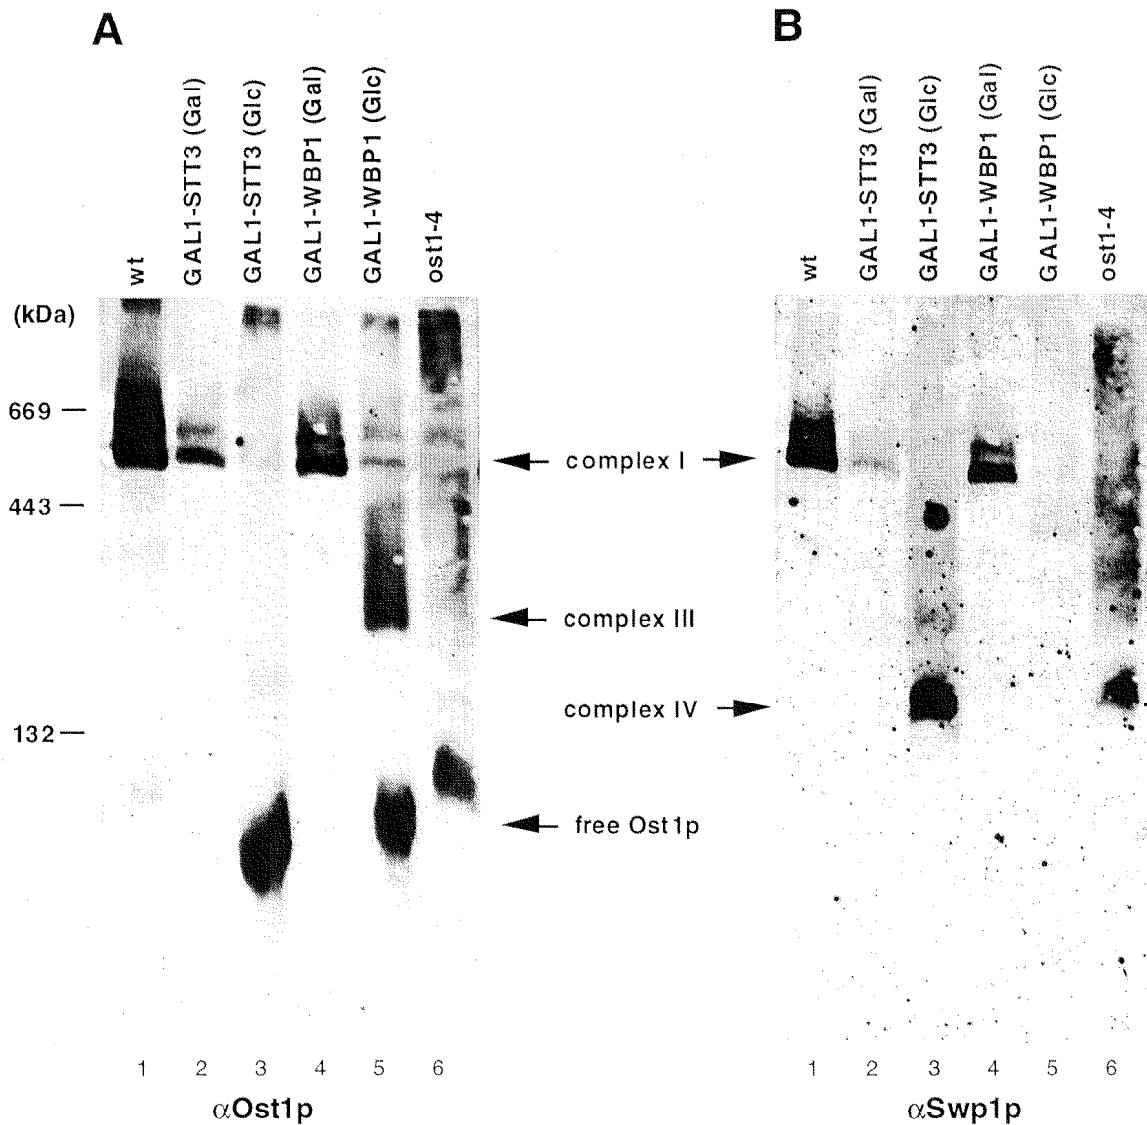 A
wt
GAL1-STT3 (Gal)
GAL1-STT3 (Glc)
GAL1-WBP1 (Gal)
GAL1-WBP1 (Glc)
ost1-4
(kDa)
669
443
132
complex I
complex III
complex IV
free Ost1p
1 2 3 4 5 6
αOst1p
B
wt
GAL1-STT3 (Gal)
GAL1-STT3 (Glc)
GAL1-WBP1 (Gal)
GAL1-WBP1 (Glc)
ost1-4
1 2 3 4 5 6
αSwp1p